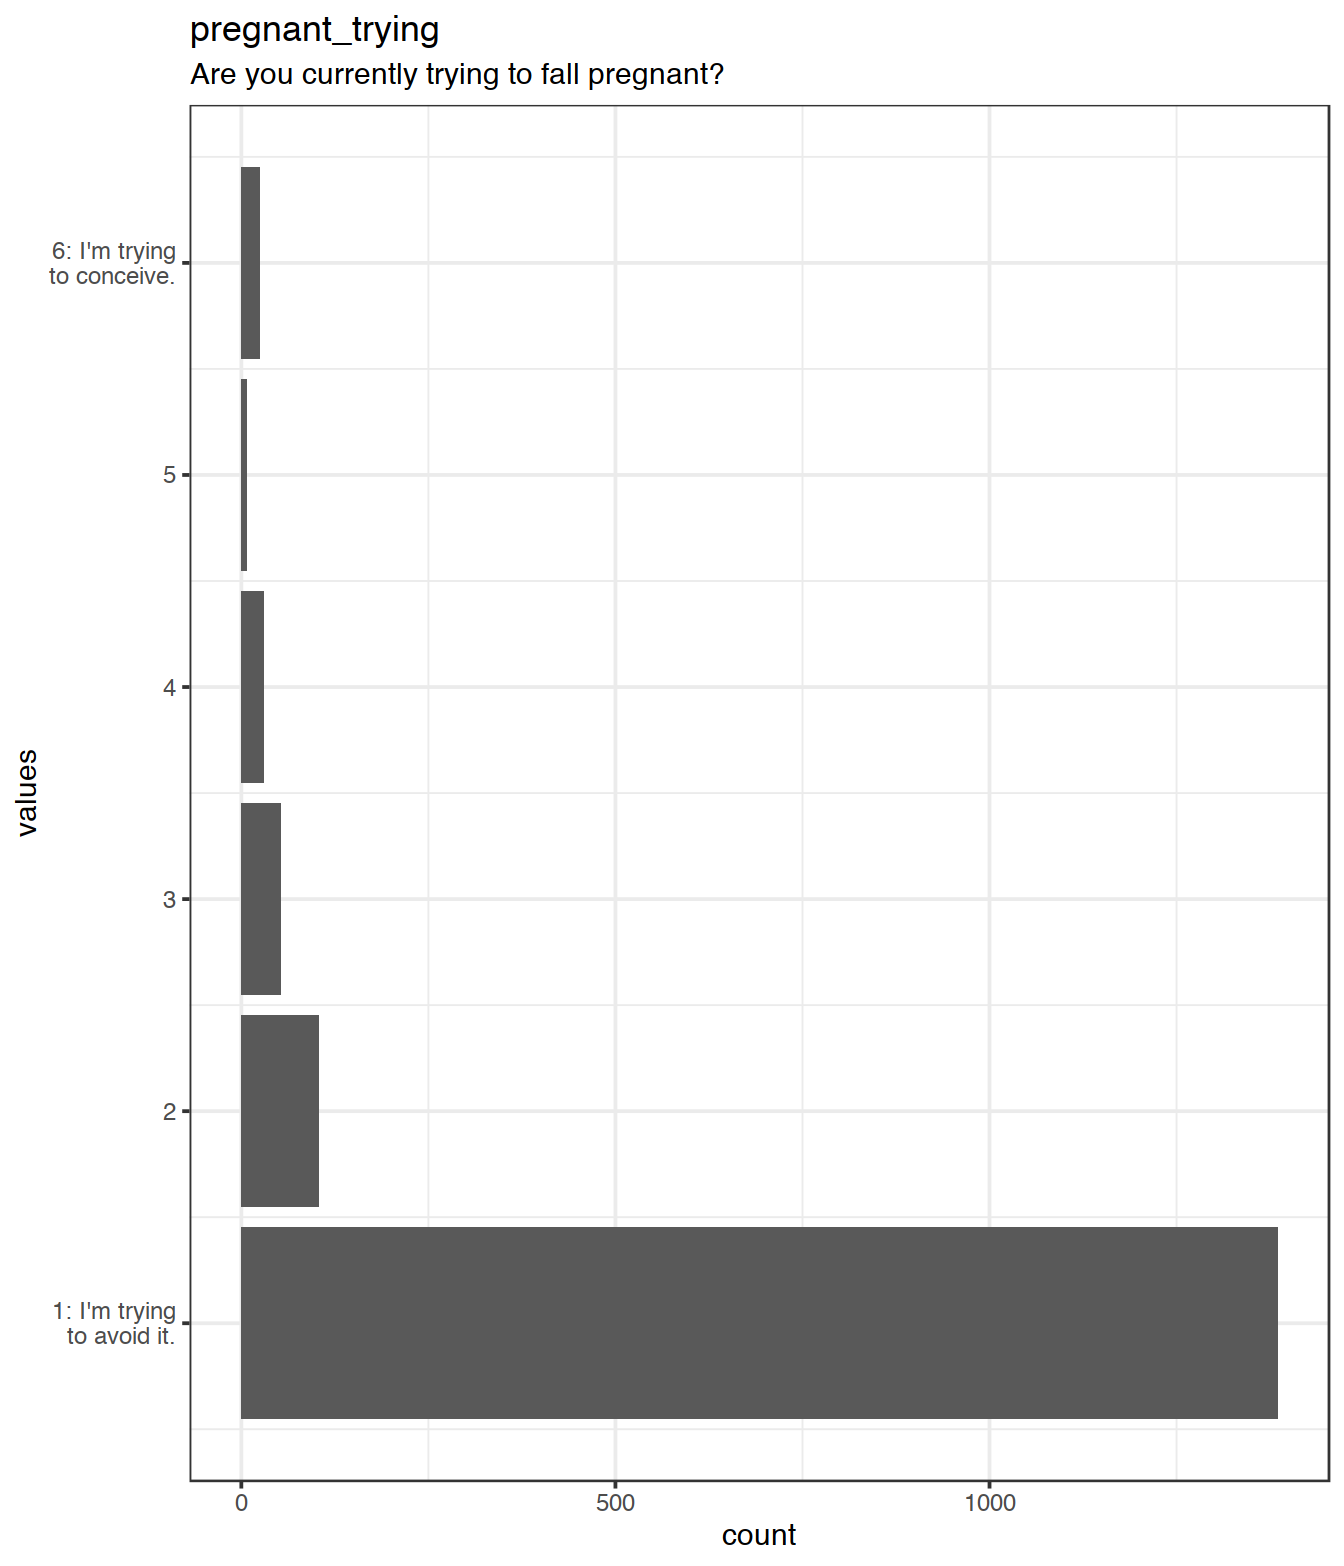 pregnant_trying
Are you currently trying to fall pregnant?
6: I'm trying
to conceive.
5
4
3
2
1: I'm trying
to avoid it.
values
0 500 1000
count